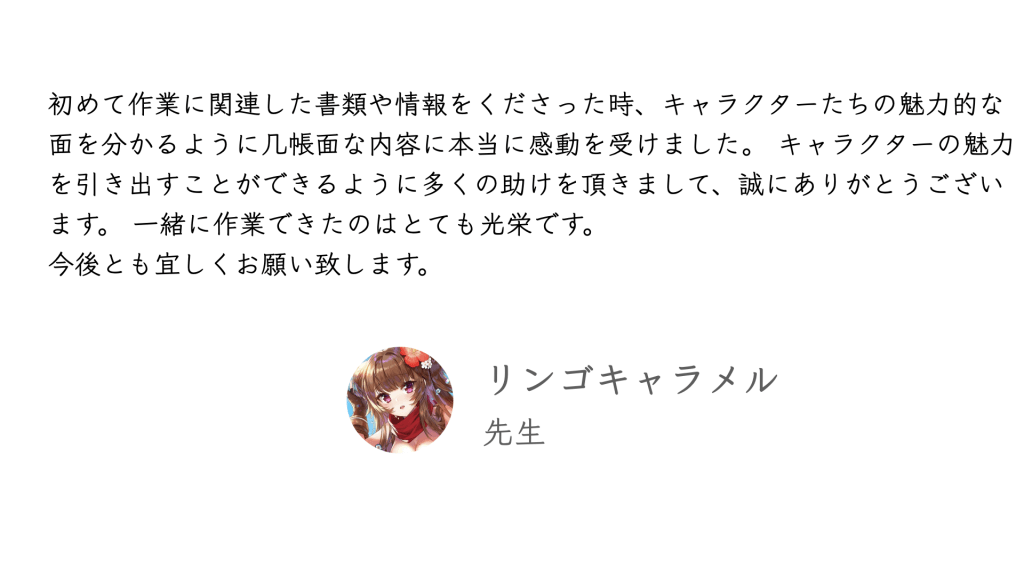 初めて作業に関連した書類や情報をくださった時、キャラクターたちの魅力的な
面を分かるように几帳面な内容に本当に感動を受けました。 キャラクターの魅力
を引き出すことができるように多くの助けを頂きまして、誠にありがとうござい
ます。 一緒に作業できたのはとても光栄です。
今後とも宜しくお願い致します。
リンゴキャラメル
先生